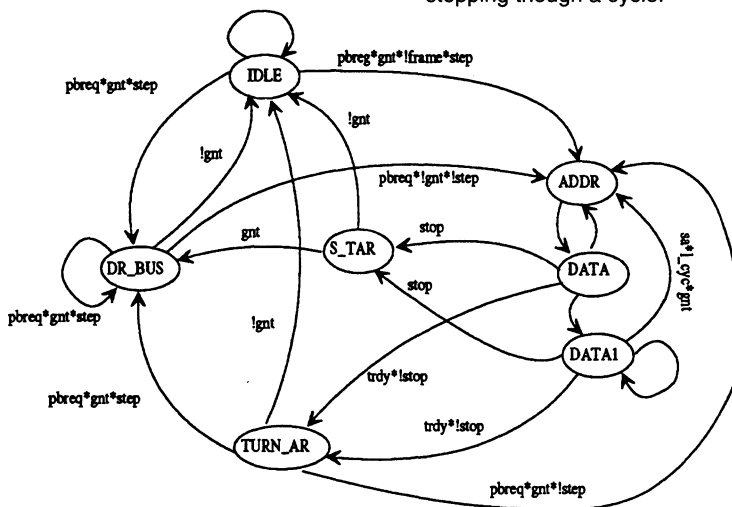 stepping though a cycle.
pbreg*gnt*!frame*step
IDLE
pbreq*gnt*step
!gnt
!gnt
pbreq*!gnt*!step
ADDR
gnt
S_TAR
stop
sa*l_cyc*gnt
DR_BUS
DATA
stop
pbreq*gnt*step
!gnt
DATA1
trdy*!stop
pbreq*gnt*step
trdy*!stop
TURN_AR
pbreq*gnt*!step